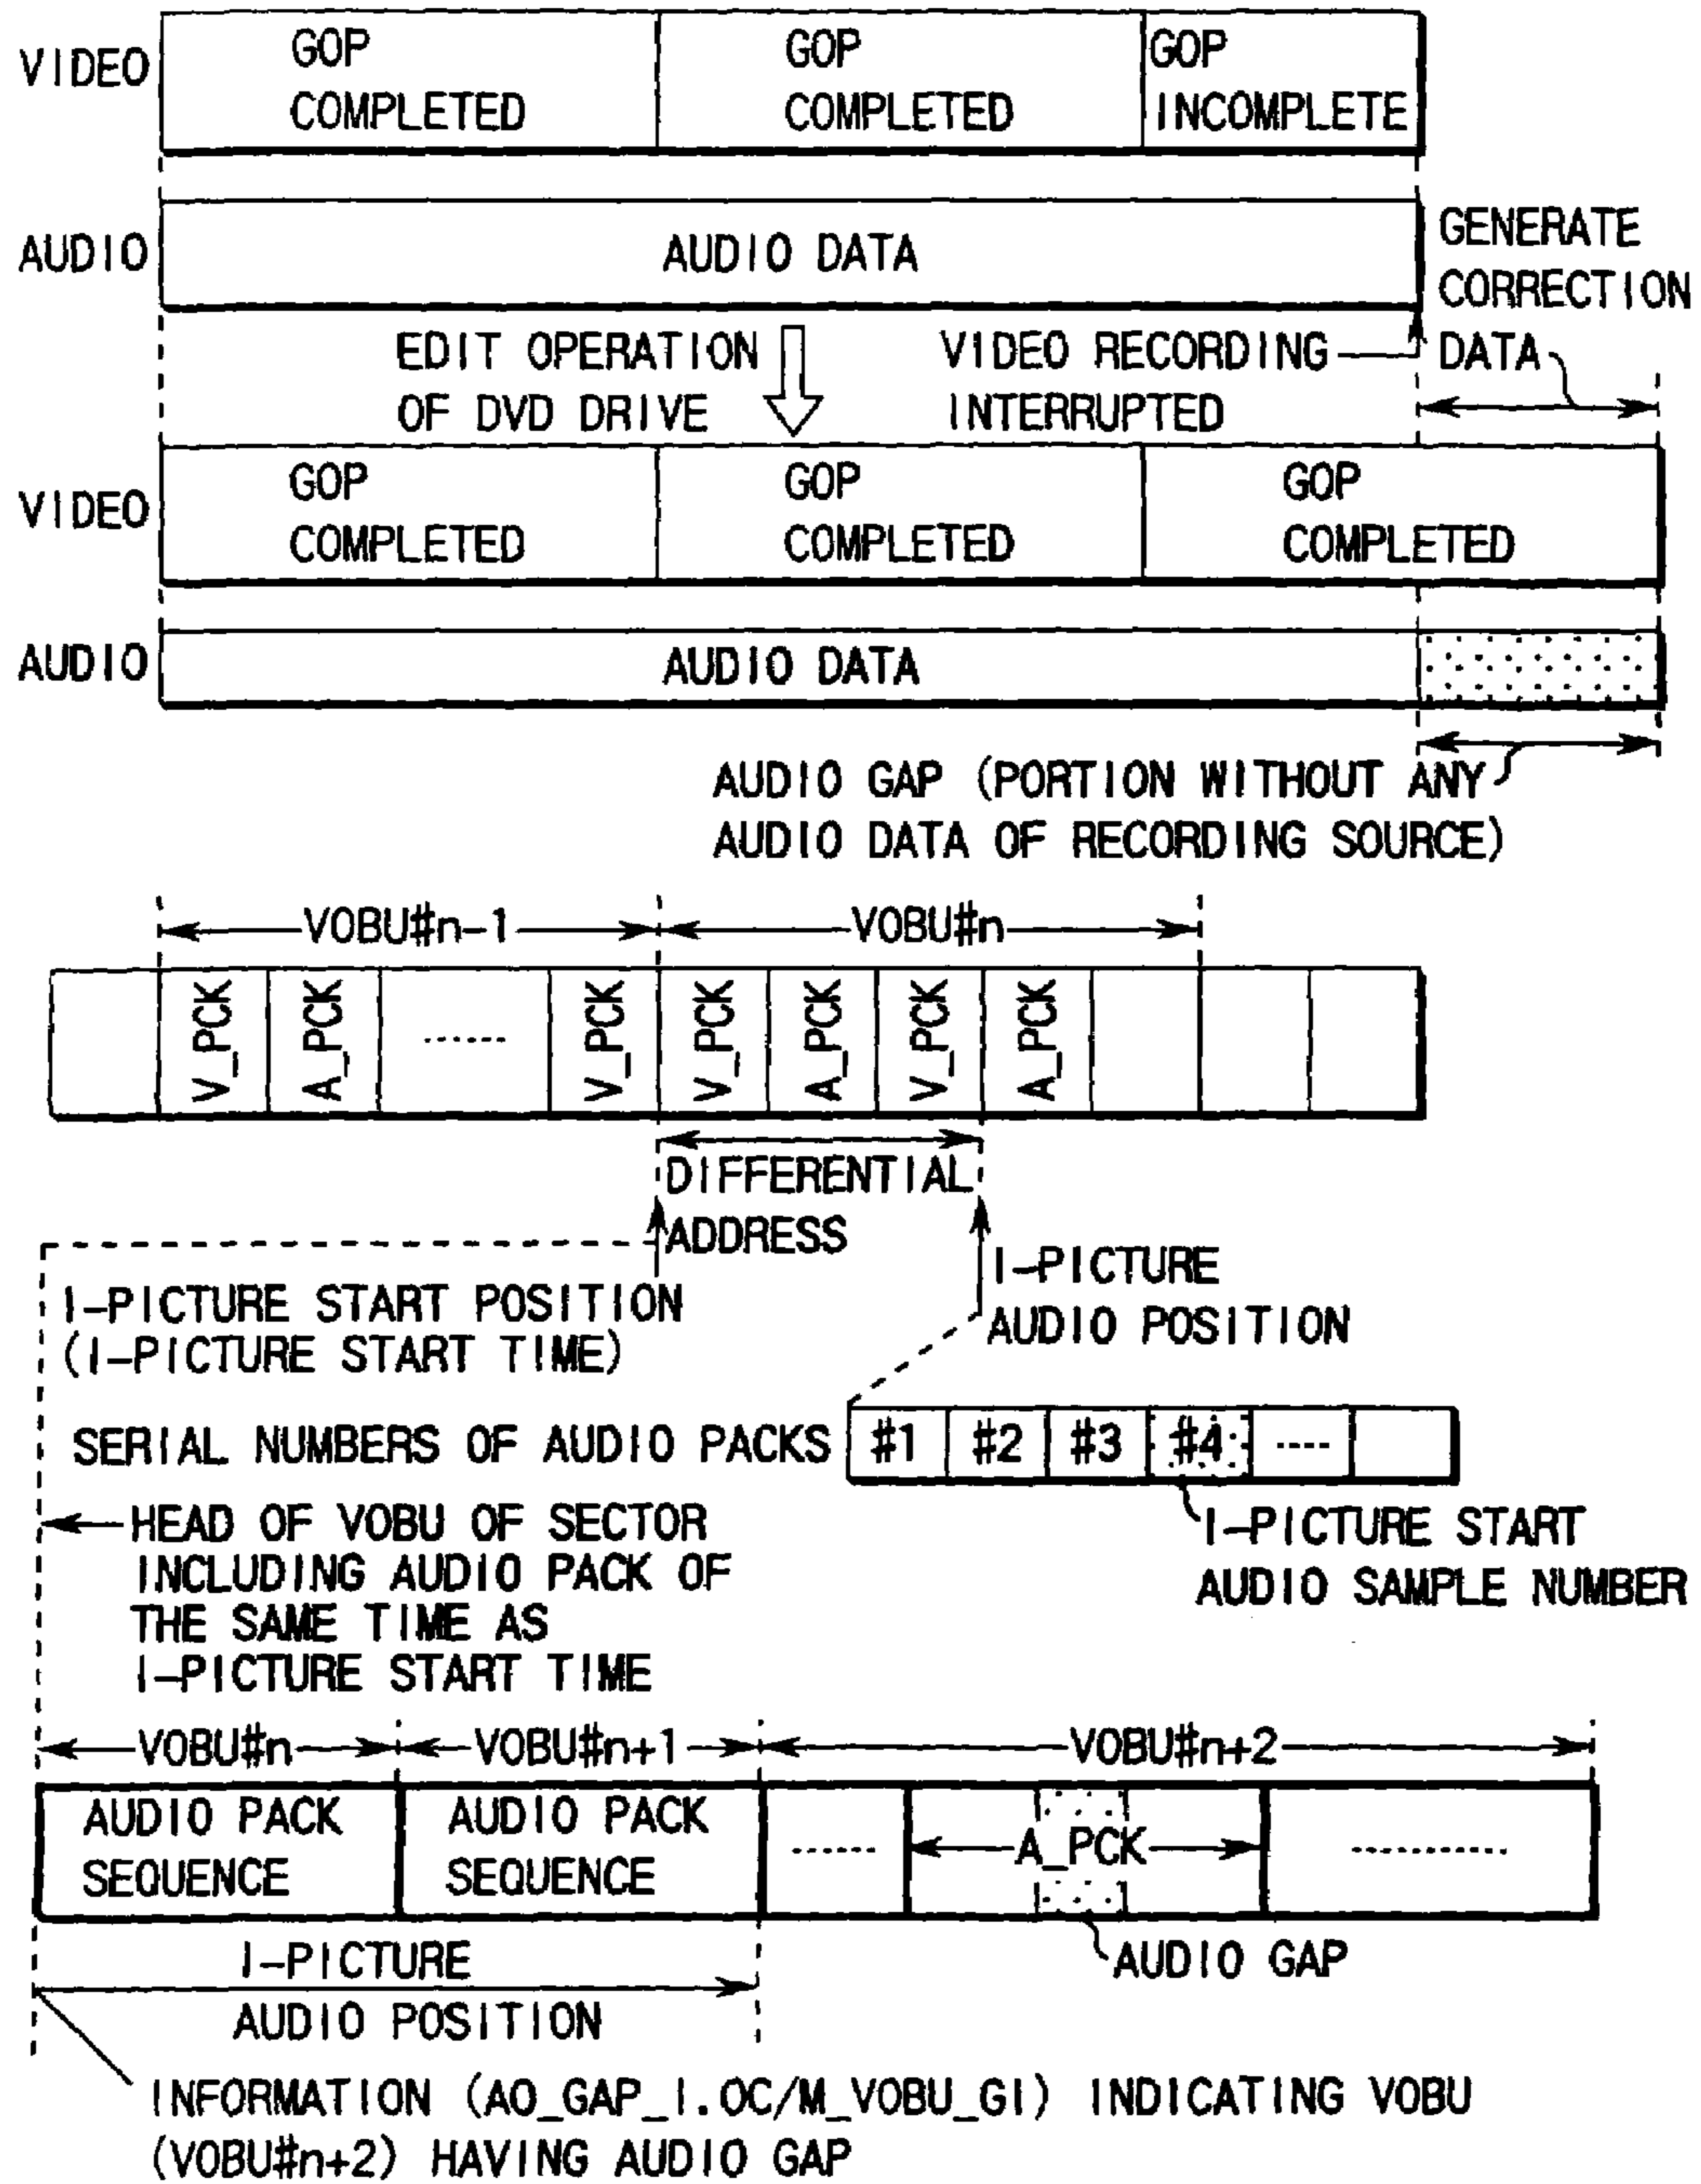 VIDEO
GOP
COMPLETED
GOP
COMPLETED
GOP
INCOMPLETE
AUDIO
AUDIO DATA
GENERATE
CORRECTION
DATA
EDIT OPERATION
OF DVD DRIVE
VIDEO RECORDING
INTERRUPTED
VIDEO
GOP
COMPLETED
GOP
COMPLETED
GOP
COMPLETED
AUDIO
AUDIO DATA
AUDIO GAP (PORTION WITHOUT ANY
AUDIO DATA OF RECORDING SOURCE)
VOBU#n-1
VOBU#n
V_PCK
A_PCK
V_PCK
V_PCK
A_PCK
V_PCK
A_PCK
DIFFERENTIAL
ADDRESS
I-PICTURE START POSITION
(I-PICTURE START TIME)
I-PICTURE
AUDIO POSITION
SERIAL NUMBERS OF AUDIO PACKS
#1
#2
#3
#4
I-PICTURE START
AUDIO SAMPLE NUMBER
HEAD OF VOBU OF SECTOR
INCLUDING AUDIO PACK OF
THE SAME TIME AS
I-PICTURE START TIME
VOBU#n
VOBU#n+1
VOBU#n+2
AUDIO PACK
SEQUENCE
AUDIO PACK
SEQUENCE
A_PCK
AUDIO GAP
I-PICTURE
AUDIO POSITION
INFORMATION (A0_GAP_I.OC/M_VOBU_GI) INDICATING VOBU
(VOBU#n+2) HAVING AUDIO GAP